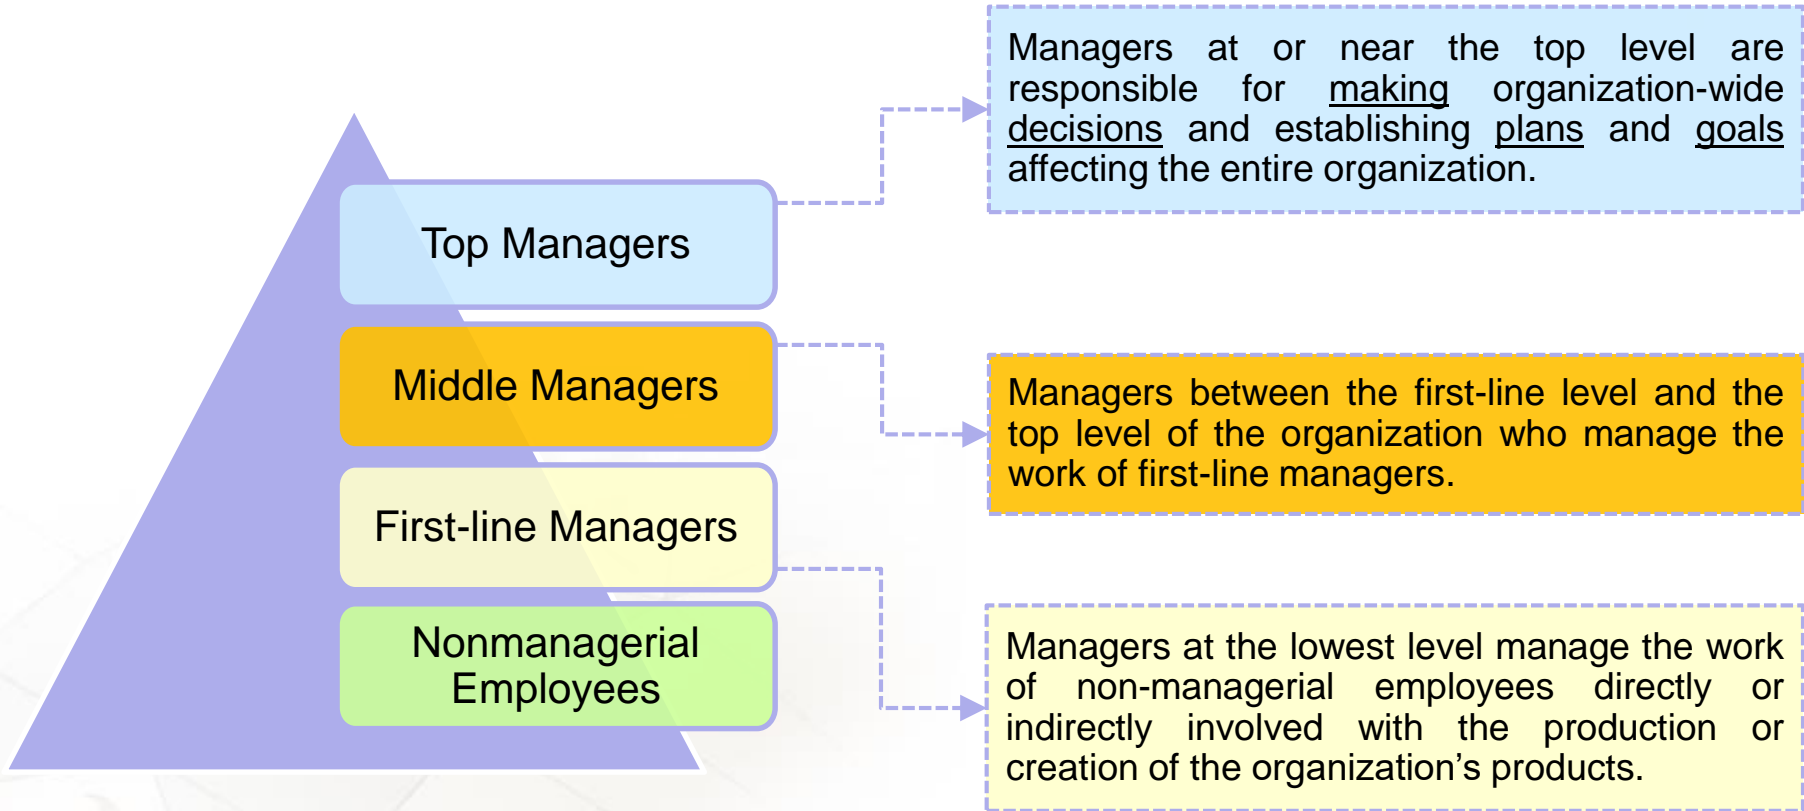 Managers at or near the top level are
responsible for making organization-wide
decisions and establishing plans and goals
affecting the entire organization.
Top Managers
Middle Managers
Managers between the first-line level and the
top level of the organization who manage the
work of first-line managers.
First-line Managers
Nonmanagerial
Employees
Managers at the lowest level manage the work
of non-managerial employees directly or
indirectly involved with the production or
creation of the organization’s products.